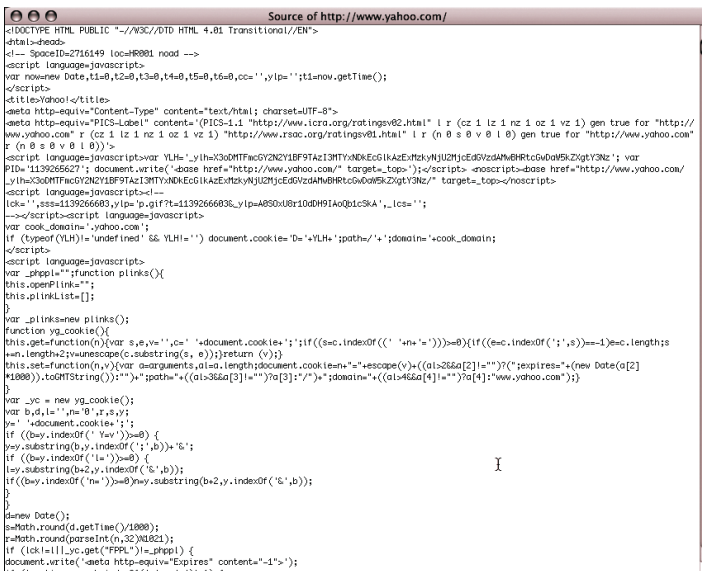 Source of http://www.yahoo.com/
<!DOCTYPE HTML PUBLIC "-//W3C//DTD HTML 4.01 Transitional//EN">
<html><head>
<!-- SpaceID=2716149 loc=HR001 noad -->
<script language=javascript>
var now=new Date,t1=0,t2=0,t3=0,t4=0,t5=0,t6=0,cc='',ylp='';t1=now.getTime();
</script>
<title>Yahoo!</title>
<meta http-equiv="Content-Type" content="text/html; charset=UTF-8">
<meta http-equiv="PICS-Label" content='(PICS-1.1 "http://www.icra.org/ratingsv02.html" l r (cz 1 lz 1 nz 1 oz 1 vz 1) gen true for "http://
www.yahoo.com" r (cz 1 lz 1 nz 1 oz 1 vz 1) "http://www.rsac.org/ratingsv01.html" l r (n 0 s 0 v 0 l 0) gen true for "http://www.yahoo.com"
r (n 0 s 0 v 0 l 0))'>
<script language=javascript>var YLH='_ylh=X3oDMTFmcGY2N2Y1BF9TAzI3MTYxNDkEcGlkAzExMzkyNjU2MjcEdGVzdAMwBHRtcGwDaW5kZXgtY3Nz'; var
PID='1139265627'; document.write('<base href="http://www.yahoo.com/" target=_top>');</script> <noscript><base href="http://www.yahoo.com/
_ylh=X3oDMTFmcGY2N2Y1BF9TAzI3MTYxNDkEcGlkAzExMzkyNjU2MjcEdGVzdAMwBHRtcGwDaW5kZXgtY3Nz/" target=_top></noscript>
<script language=javascript><!--
lck='',sss=1139266603,ylp='p.gif?t=1139266603&_ylp=A0SOxU8r1OdDH9IAoQb1cSkA',_lcs='';
--></script><script language=javascript>
var cook_domain='.yahoo.com';
if (typeof(YLH)!='undefined' && YLH!='') document.cookie='D='+YLH+';path=/'+';domain='+cook_domain;
</script>
<script language=javascript>
var _phppl="";function plinks(){
this.openPlink="";
this.plinkList=[];
}
var _plinks=new plinks();
function yg_cookie(){
this.get=function(n){var s,e,v='',c=' '+document.cookie+';';if((s=c.indexOf((' '+n+'=')))>=0){if((e=c.indexOf(';',s))==-1)e=c.length;s
+=n.length+2;v=unescape(c.substring(s, e));}return (v);}
this.set=function(n,v){var a=arguments,al=a.length;document.cookie=n+"="+escape(v)+((al>2&&a[2]!="")?(";expires="+(new Date(a[2]
*1000)).toGMTString()):"")+";path="+((al>3&&a[3]!="")?a[3]:"/")+";domain="+((al>4&&a[4]!="")?a[4]:"www.yahoo.com");}
}
var _yc = new yg_cookie();
var b,d,l='',n='0',r,s,y;
y=' '+document.cookie+';';
if ((b=y.indexOf(' Y=v'))>=0) {
y=y.substring(b,y.indexOf(';',b))+'&';
if ((b=y.indexOf('l='))>=0) {
l=y.substring(b+2,y.indexOf('&',b));
if((b=y.indexOf('n='))>=0)n=y.substring(b+2,y.indexOf('&',b));
}
}
d=new Date();
s=Math.round(d.getTime()/1000);
r=Math.round(parseInt(n,32)%1021);
if (lck!=l||_yc.get("FPPL")!=_phppl) {
document.write('<meta http-equiv="Expires" content="-1">');